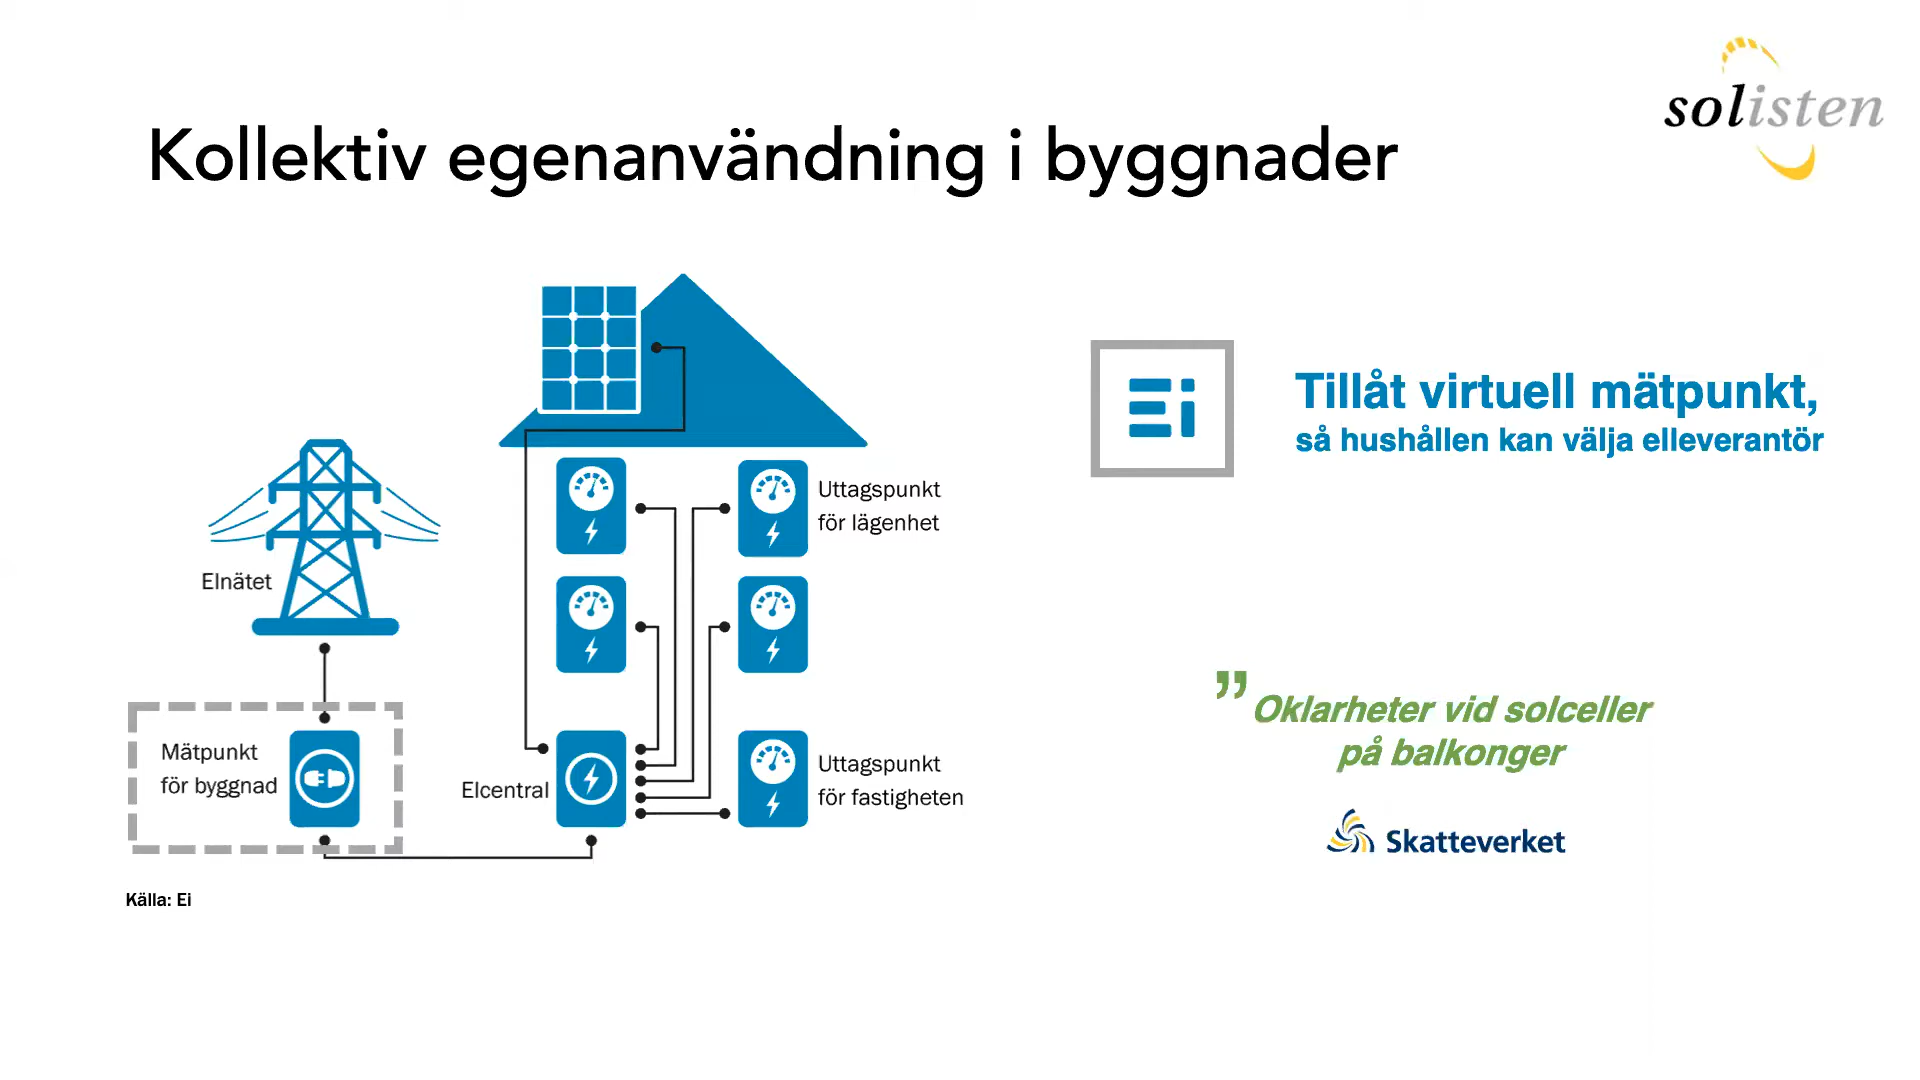 solisten
Kollektiv egenanvändning i byggnader
Ei
Tillåt virtuell mätpunkt,
så hushållen kan välja elleverantör
Uttagspunkt
för lägenhet
Elnätet
Mätpunkt
för byggnad
Elcentral
Uttagspunkt
för fastigheten
” Oklarheter vid solceller
på balkonger
Skatteverket
Källa: Ei